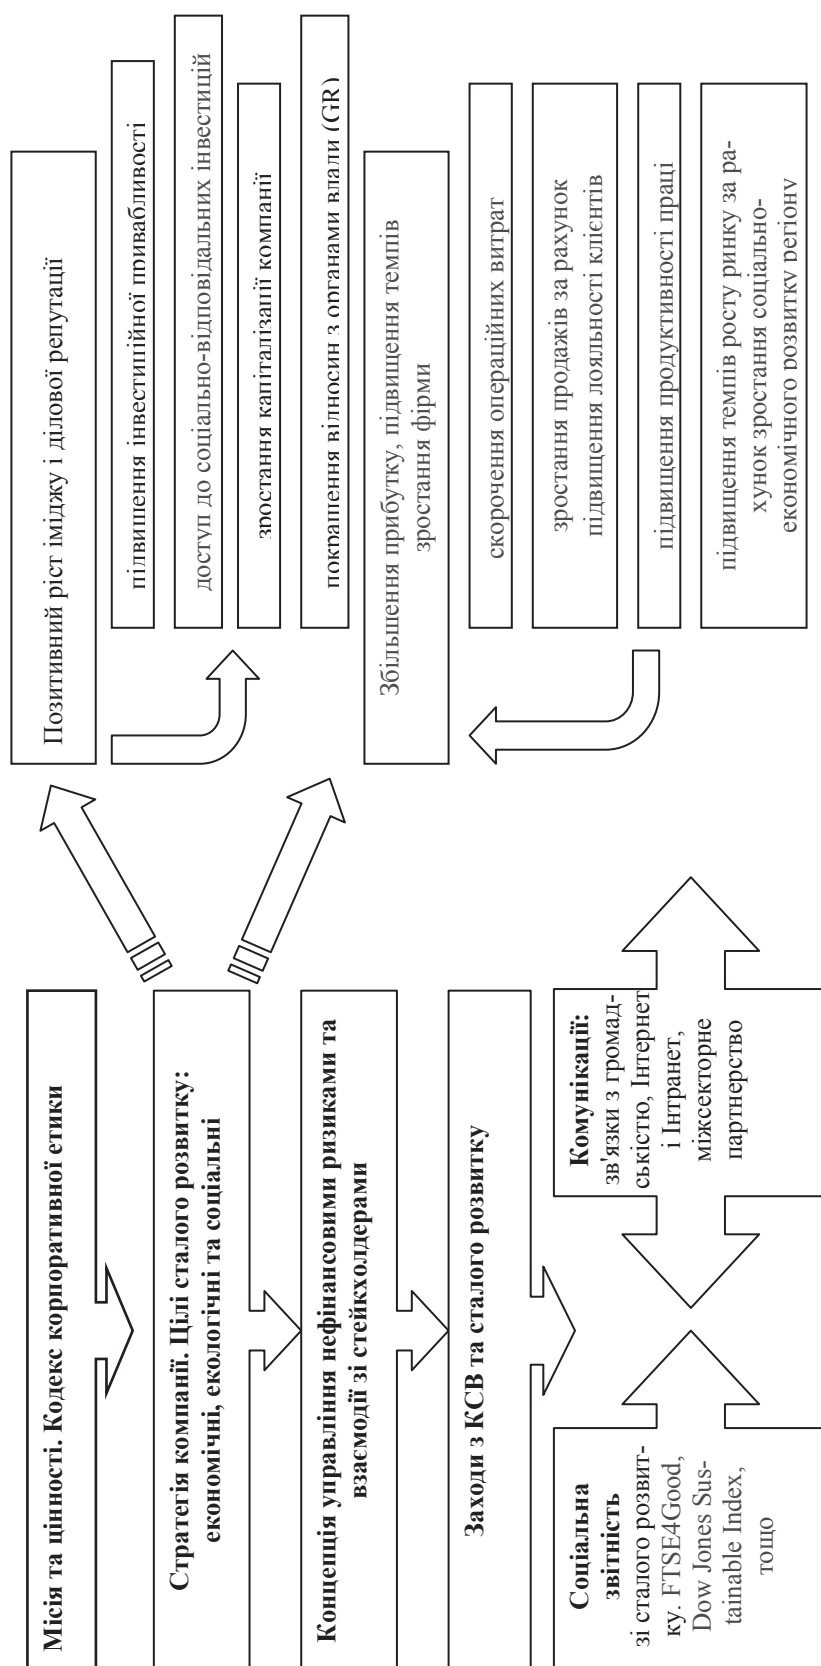 Місія та цінності. Кодекс корпоративної етики
Стратегія компанії. Цілі сталого розвитку:
економічні, екологічні та соціальні
Концепція управління нефінансовими ризиками та
взаємодії зі стейкхолдерами
Заходи з КСВ та сталого розвитку
Соціальна
звітність
зі сталого розвит-
ку. FTSE4Good,
Dow Jones Sus-
tainable Index,
тощо
Комунікації:
зв'язки з громад-
ськістю, Інтернет
і Інтранет,
міжсекторне
партнерство
Позитивний ріст іміджу і ділової репутації
підвищення інвестиційної привабливості
доступ до соціально-відповідальних інвестицій
зростання капіталізації компанії
покращення відносин з органами влади (GR)
Збільшення прибутку, підвищення темпів
зростання фірми
скорочення операційних витрат
зростання продажів за рахунок
підвищення лояльності клієнтів
підвищення продуктивності праці
підвищення темпів росту ринку за ра-
хунок зростання соціально-
економічного розвитку регіону